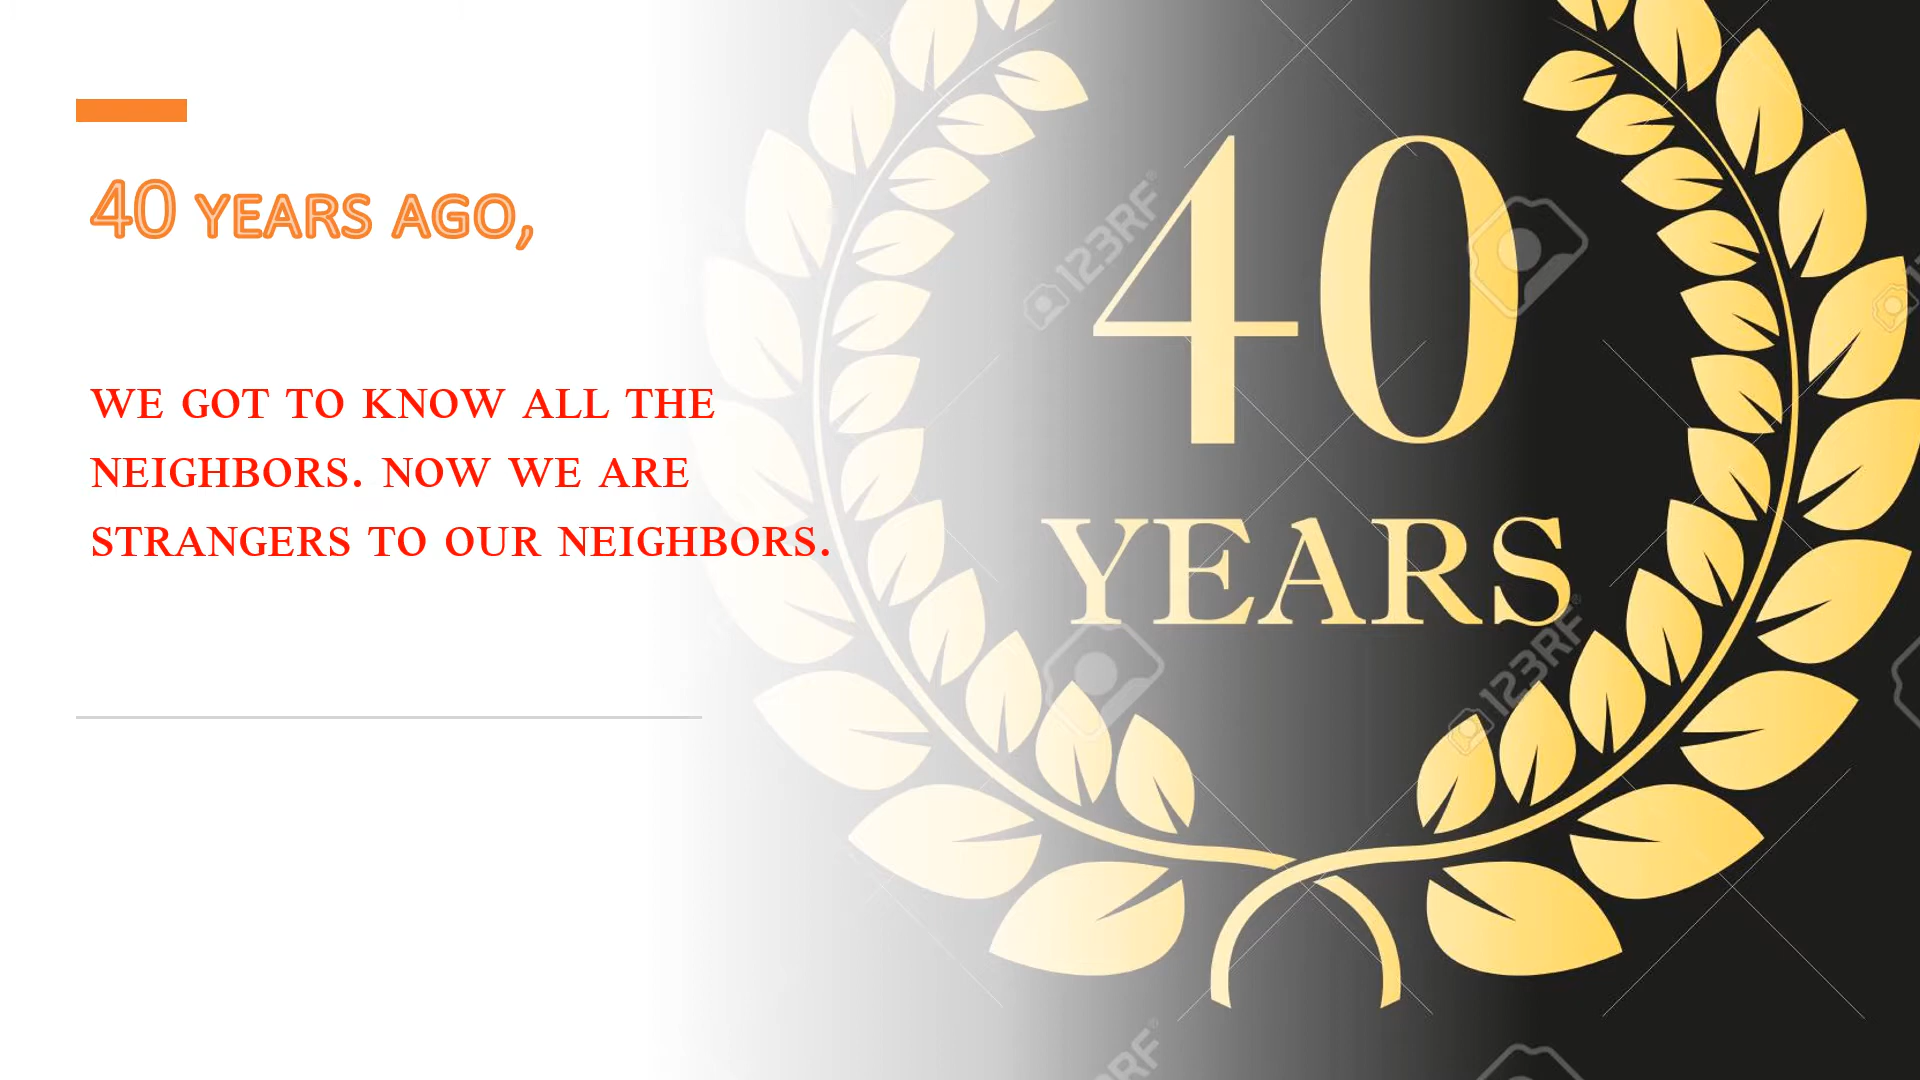 40 YEARS AGO,
WE GOT TO KNOW ALL THE
NEIGHBORS. NOW WE ARE
STRANGERS TO OUR NEIGHBORS.
40
YEARS
123RF
123RF